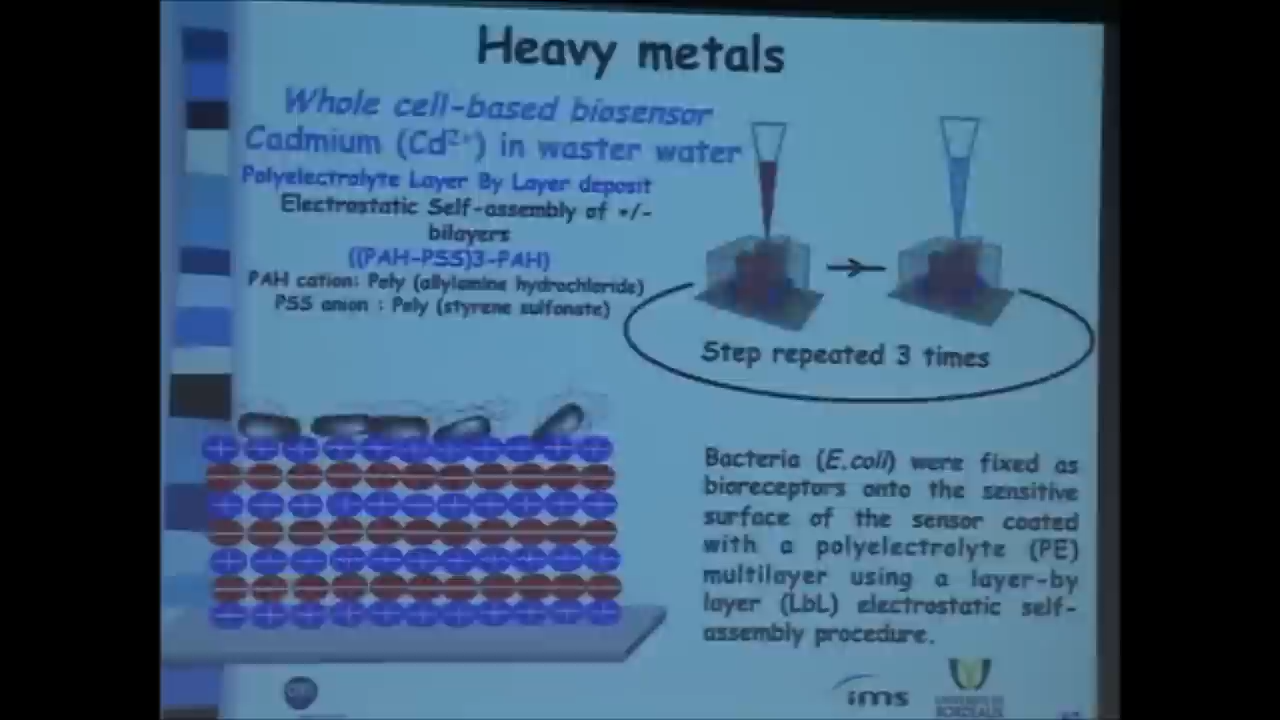 Heavy metals
Whole cell-based biosensor
Cadmium (Cd²⁺) in waster water
Polyelectrolyte Layer By Layer deposit
Electrostatic Self-assembly of +/-
bilayers
((PAH-PSS)3-PAH)
PAH cation: Poly (allylamine hydrochloride)
PSS anion : Poly (styrene sulfonate)
Step repeated 3 times
Bacteria (E.coli) were fixed as
bioreceptors onto the sensitive
surface of the sensor coated
with a polyelectrolyte (PE)
multilayer using a layer-by
layer (LbL) electrostatic self-
assembly procedure.
ims
BORDEAUX